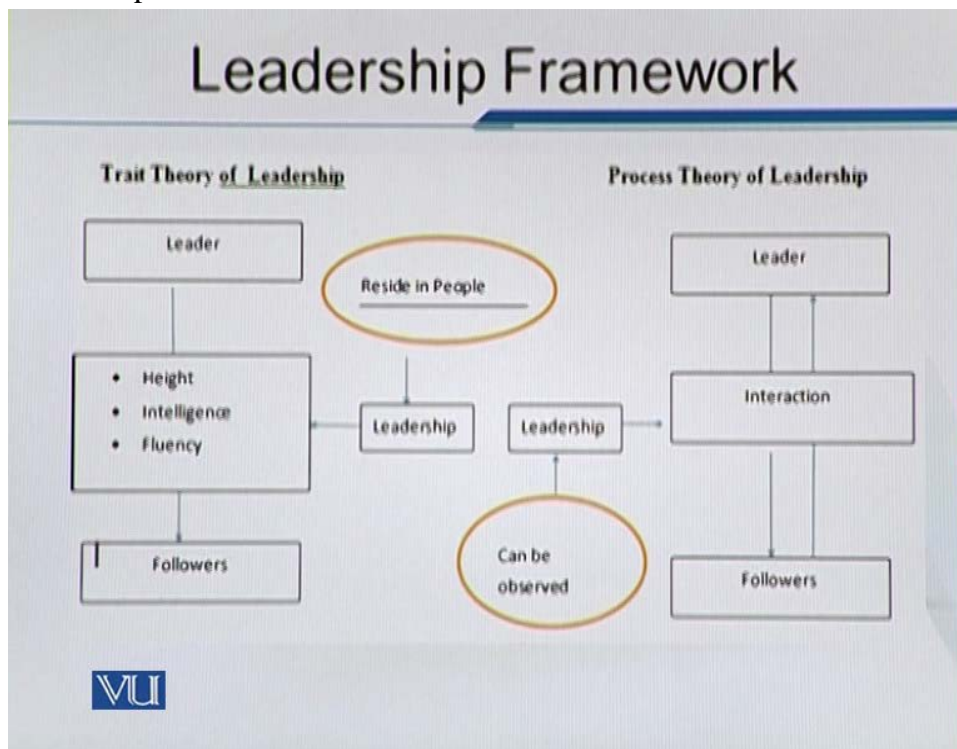 Leadership Framework
Trait Theory of Leadership
Leader
• Height
• Intelligence
• Fluency
Followers
Reside in People
Leadership
Process Theory of Leadership
Leader
Interaction
Followers
Leadership
Can be
observed
VU